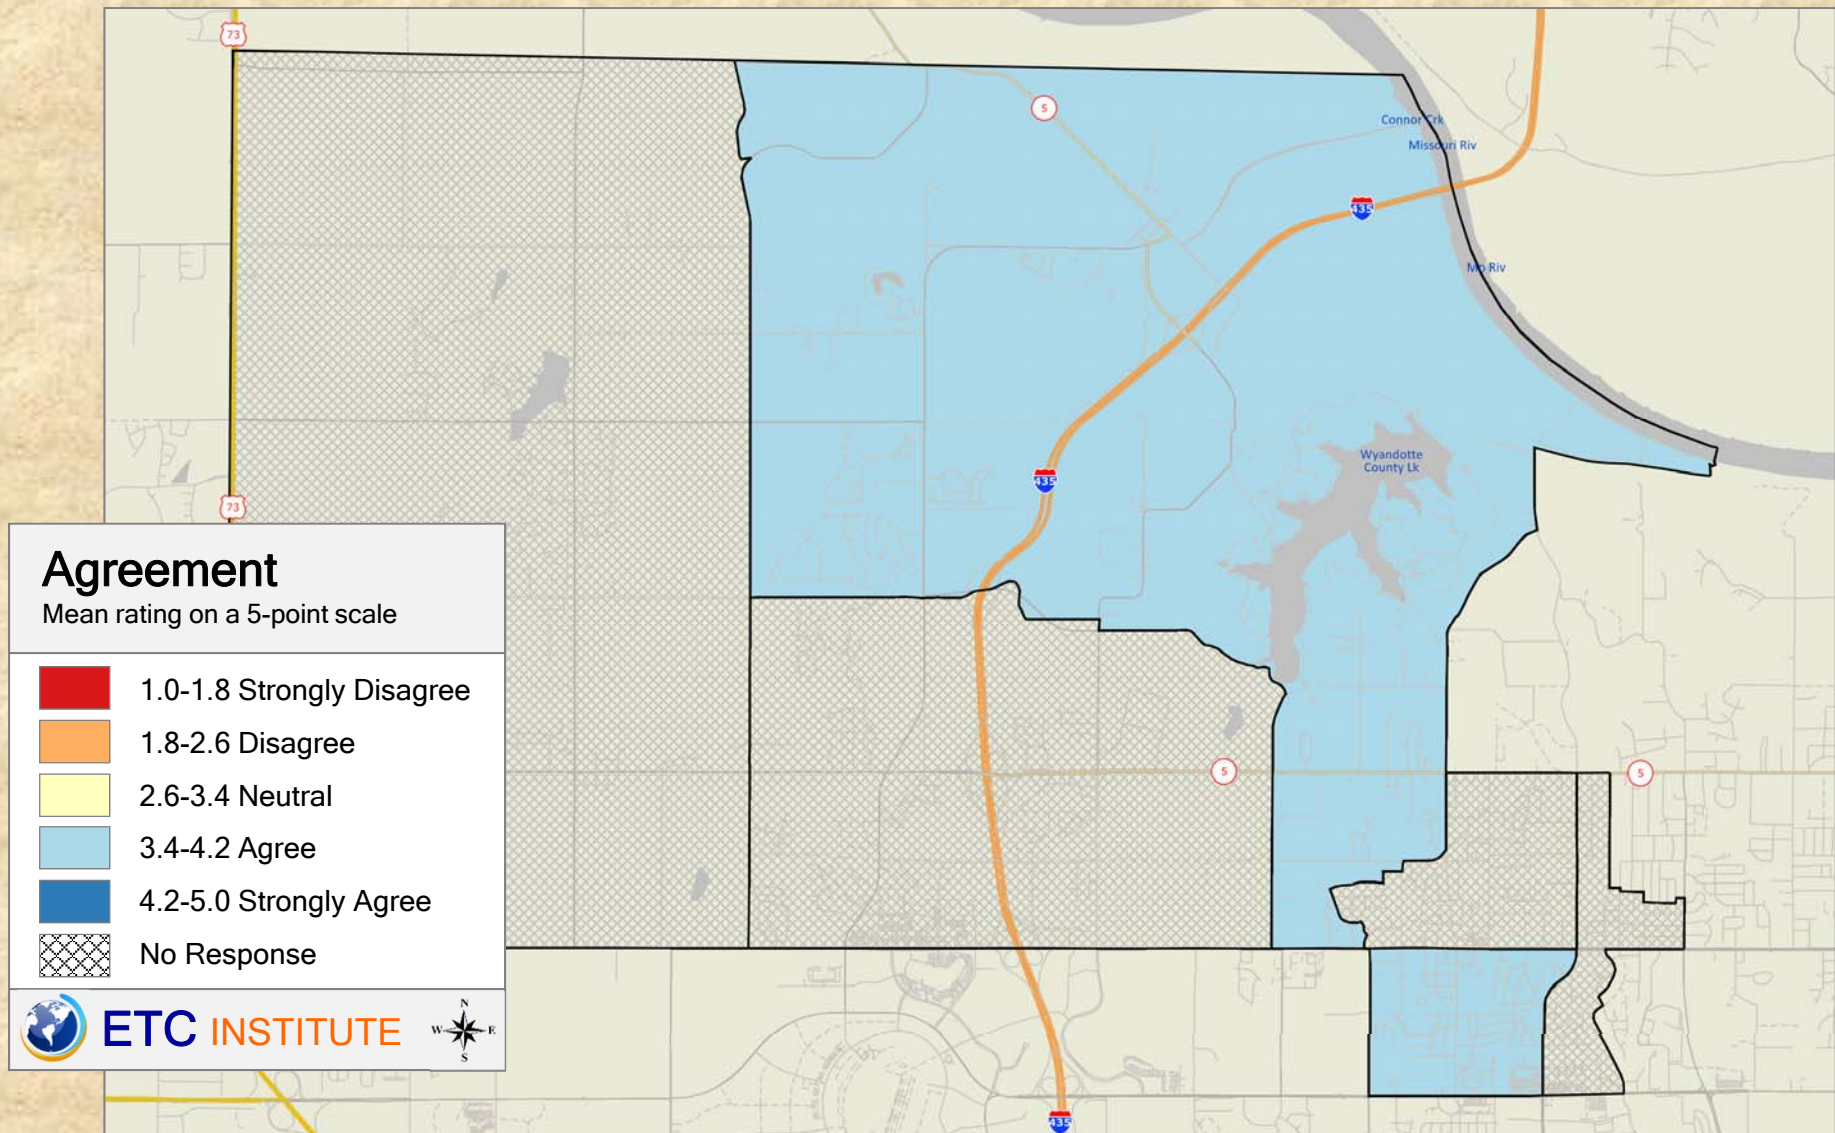 73
5
Connor Crk
Missouri Riv
435
Mo Riv
Wyandotte
County Lk
435
73
5
5
435
Agreement
Mean rating on a 5-point scale
1.0-1.8 Strongly Disagree
1.8-2.6 Disagree
2.6-3.4 Neutral
3.4-4.2 Agree
4.2-5.0 Strongly Agree
No Response
ETC INSTITUTE
N
W E
S